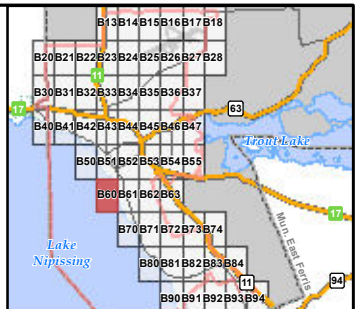 B13 B14 B15 B16 B17 B18
B20 B21 B22 B23 B24 B25 B26 B27 B28
11
B30 B31 B32 B33 B34 B35 B36 B37
17
63
B40 B41 B42 B43 B44 B45 B46 B47
Trout Lake
B50 B51 B52 B53 B54 B55
B60 B61 B62 B63
17
Mun. East Ferris
B70 B71 B72 B73 B74
Lake
Nipissing
B80 B81 B82 B83 B84
11
94
B90 B91 B92 B93 B94